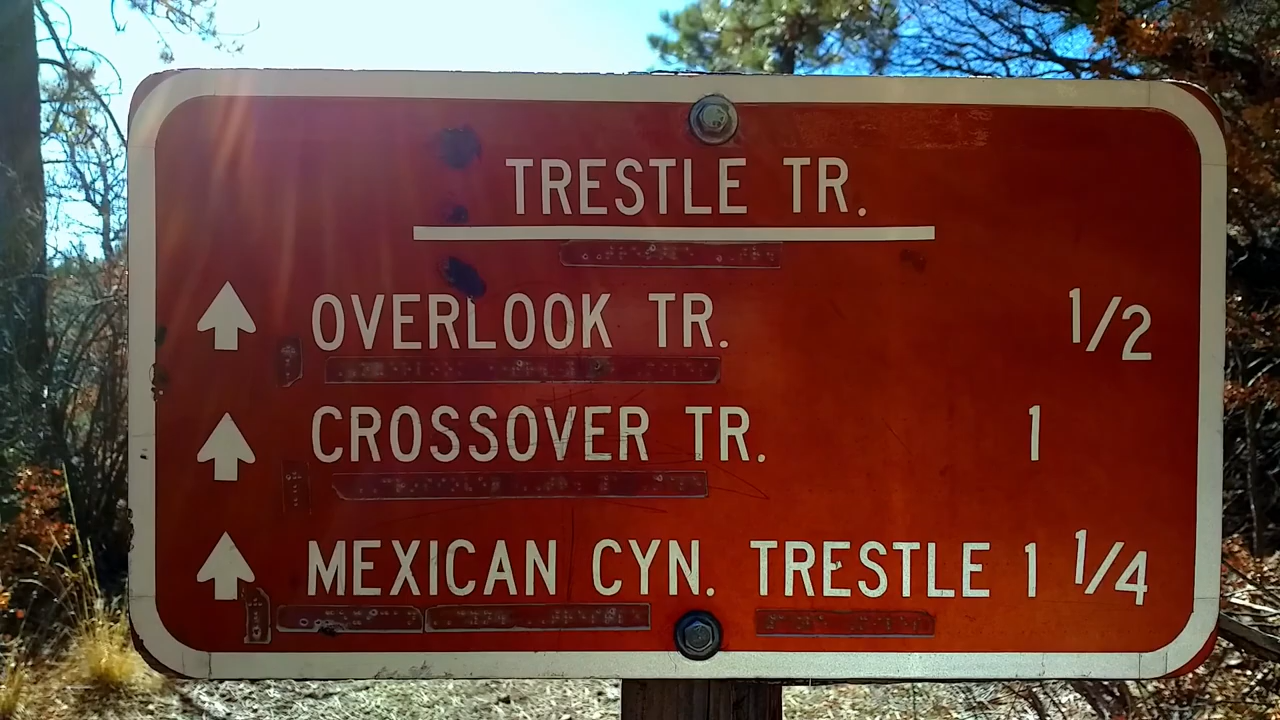 TRESTLE TR.
OVERLOOK TR. 1/2
CROSSOVER TR. 1
MEXICAN CYN. TRESTLE 1 1/4